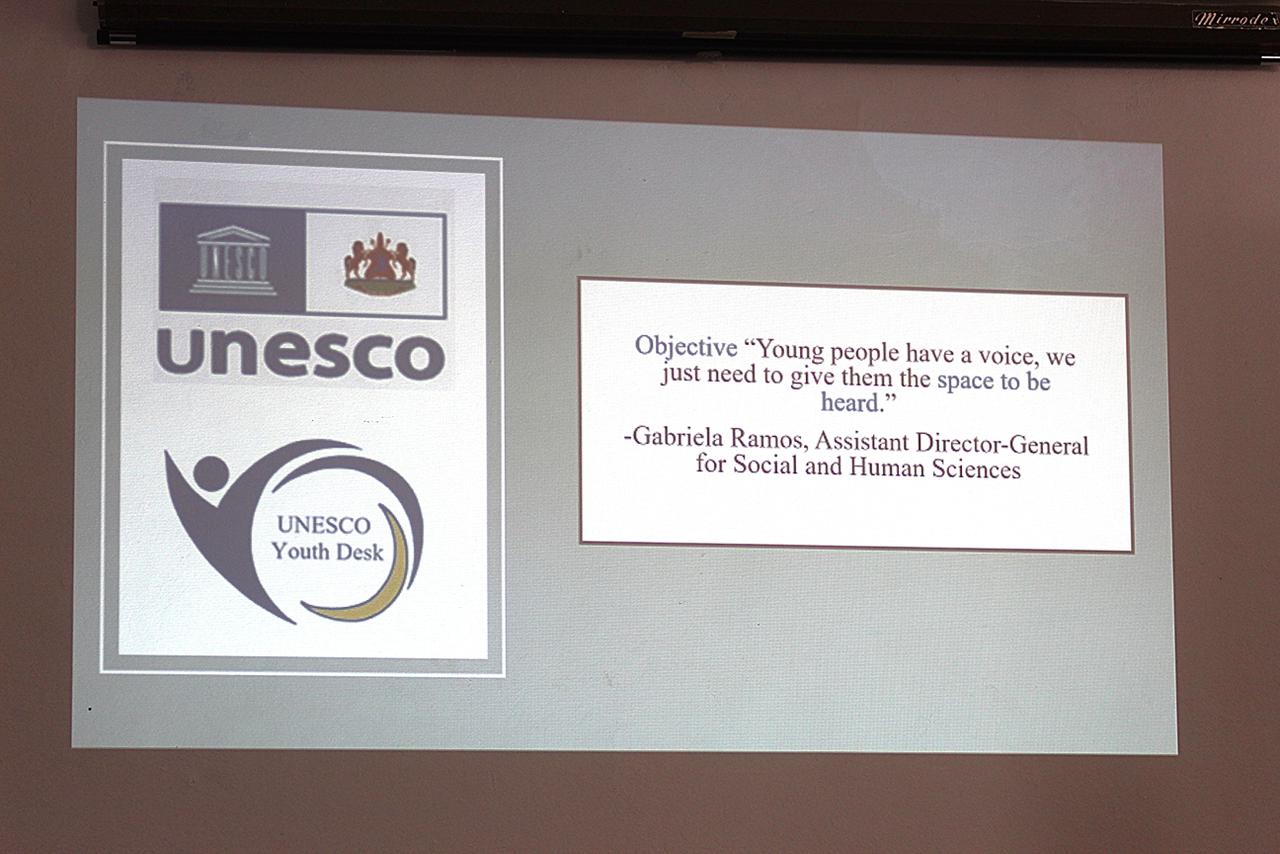 Mirrode
UNESCO
unesco
UNESCO
Youth Desk
Objective “Young people have a voice, we
just need to give them the space to be
heard.”
-Gabriela Ramos, Assistant Director-General
for Social and Human Sciences